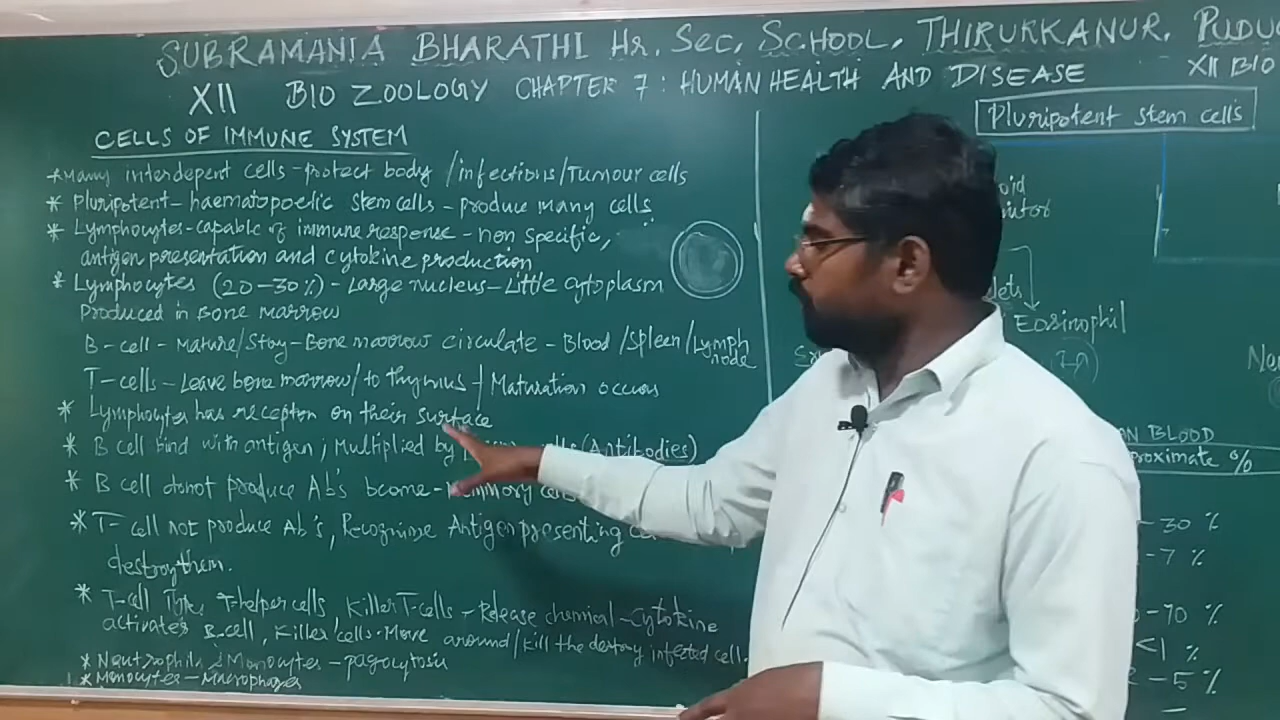 SUBRAMANIA BHARATHI Hr. Sec. SCHOOL, THIRUKKANUR, PUDU
XII BIO ZOOLOGY CHAPTER 7: HUMAN HEALTH AND DISEASE
XII BIO
CELLS OF IMMUNE SYSTEM
*Many interdepent cells-protect body /infections/Tumour cells
* Pluripotent-haematopoeic stem cells - produce many cells
* Lymphocytes-capable of immune response - non specific,
antigen presentation and cytokine production
* Lymphocytes (20-30%) - Large nucleus-Little cytoplasm
produced in Bone marrow
B-cell - Mature/Stay-Bone marrow circulate - Blood /Spleen/Lymph
node
T-cells - Leave bone marrow/to thymus / Maturation occurs
* Lymphocytes has receptor on their surface
* B cell bind with antigen; Multiplied by (Antibodies)
* B cell donot produce Ab's bcome-
* T-cell not produce Ab's, Recognise Antigen presenting
destroythem.
* T-cell Type T-helper cells, Killer T-cells - Release chemical-Cytokine
activates B.cell, Killer cells. Move around/kill the infected cell.
* Neutrophils & Monocytes - pagocytosis
* Monocytes - Macrophages
Pluripotent stem cells
oid
itor
lets
Eosinophil
Ne
BLOOD
proximate %
-30 %
-7 %
0-70 %
<1 %
-5 %